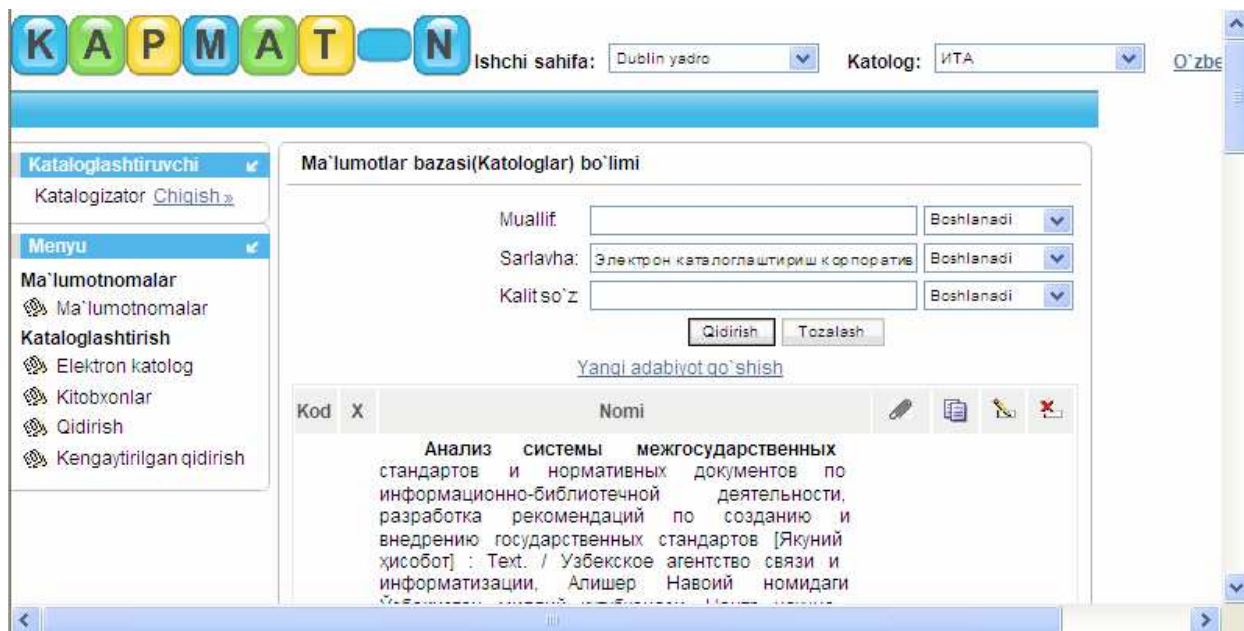 КАРМАТ-N
Ishchi sahifa: Dublin yadro Katolog: ИТА O`zbe
Kataloglashtiruvchi
Katalogizator Chiqish »
Menyu
Ma`lumotnomalar
Ma`lumotnomalar
Kataloglashtirish
Elektron katolog
Kitobxonlar
Qidirish
Kengaytirilgan qidirish
Ma`lumotlar bazasi(Katologlar) bo`limi
Muallif: Boshlanadi
Sarlavha: Электрон каталоглаштириш корпоратив Boshlanadi
Kalit so`z Boshlanadi
Qidirish Tozalash
Yangi adabiyot qo`shish
Kod X Nomi
Анализ системы межгосударственных
стандартов и нормативных документов по
информационно-библиотечной деятельности,
разработка рекомендаций по созданию и
внедрению государственных стандартов [Якуний
ҳисобот] : Text. / Узбекское агентство связи и
информатизации, Алишер Навоий номидаги